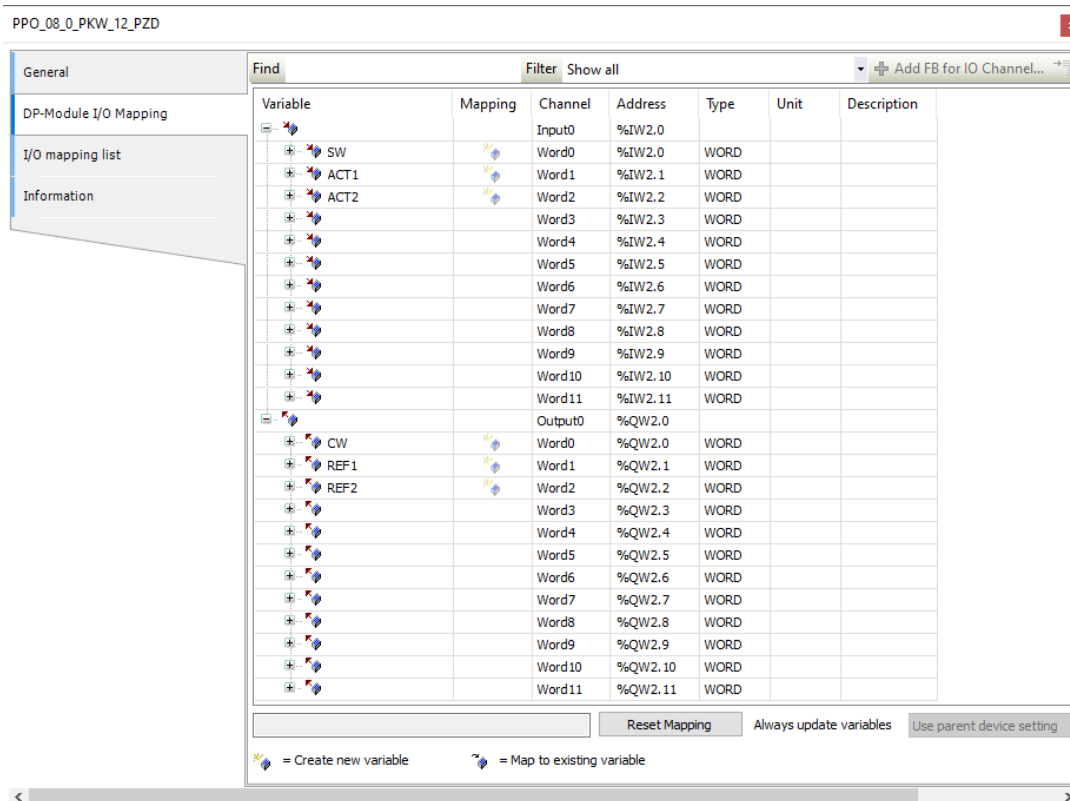 PPO_08_0_PKW_12_PZD
General
DP-Module I/O Mapping
I/O mapping list
Information
Find Filter Show all Add FB for IO Channel...
Variable Mapping Channel Address Type Unit Description
Input0 %IW2.0
SW Word0 %IW2.0 WORD
ACT1 Word1 %IW2.1 WORD
ACT2 Word2 %IW2.2 WORD
Word3 %IW2.3 WORD
Word4 %IW2.4 WORD
Word5 %IW2.5 WORD
Word6 %IW2.6 WORD
Word7 %IW2.7 WORD
Word8 %IW2.8 WORD
Word9 %IW2.9 WORD
Word10 %IW2.10 WORD
Word11 %IW2.11 WORD
Output0 %QW2.0
CW Word0 %QW2.0 WORD
REF1 Word1 %QW2.1 WORD
REF2 Word2 %QW2.2 WORD
Word3 %QW2.3 WORD
Word4 %QW2.4 WORD
Word5 %QW2.5 WORD
Word6 %QW2.6 WORD
Word7 %QW2.7 WORD
Word8 %QW2.8 WORD
Word9 %QW2.9 WORD
Word10 %QW2.10 WORD
Word11 %QW2.11 WORD
Reset Mapping Always update variables Use parent device setting
= Create new variable = Map to existing variable